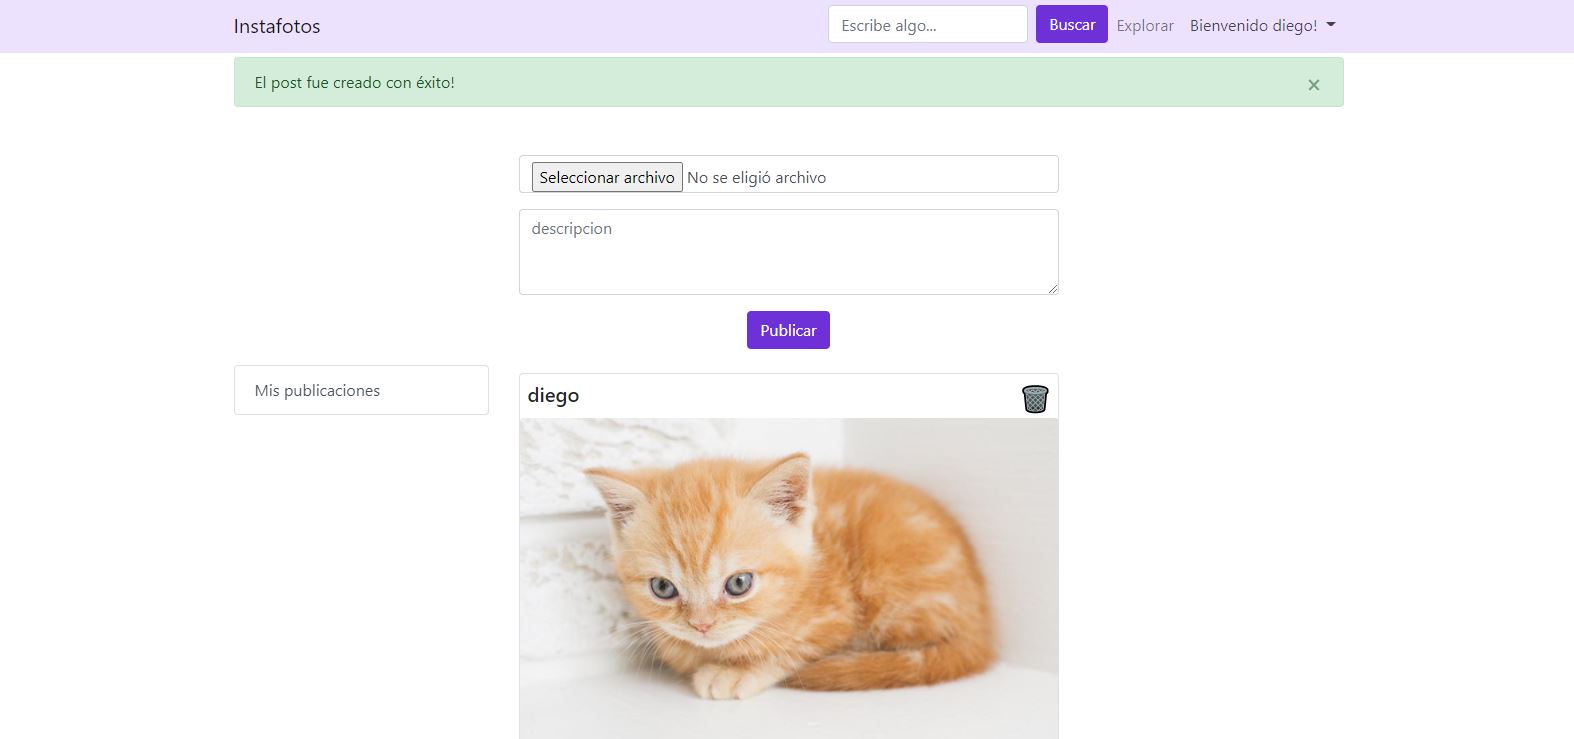 Instafotos
Escribe algo...
Buscar
Explorar
Bienvenido diego!
El post fue creado con éxito!
×
Seleccionar archivo No se eligió archivo
descripcion
Publicar
Mis publicaciones
diego